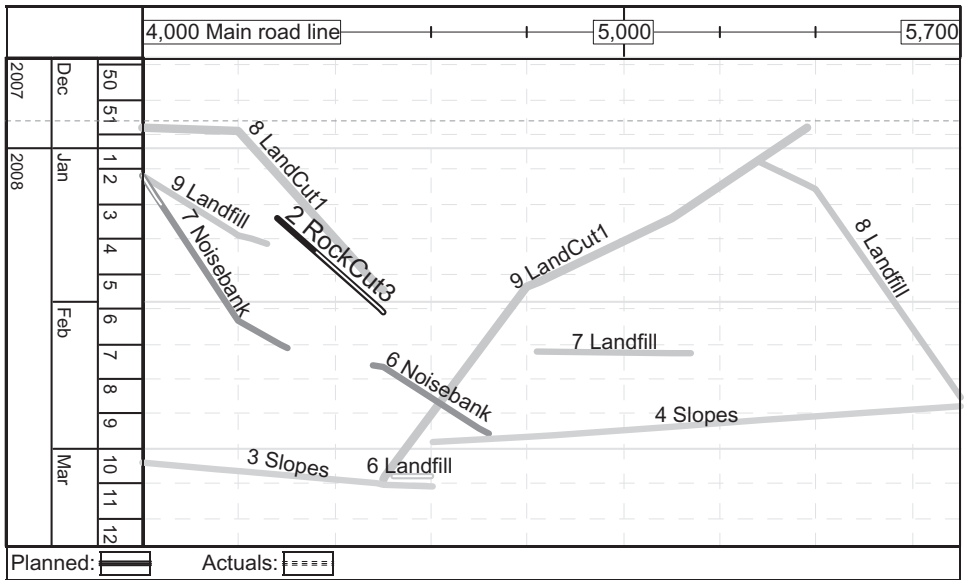 4,000 Main road line
5,000
5,700
2007
Dec
50
51
2008
Jan
1
2
3
4
5
Feb
6
7
8
9
Mar
10
11
12
8 LandCut1
9 Landfill
7 Noisebank
2 RockCut3
9 LandCut1
8 Landfill
7 Landfill
6 Noisebank
4 Slopes
3 Slopes
6 Landfill
Planned:
Actuals: